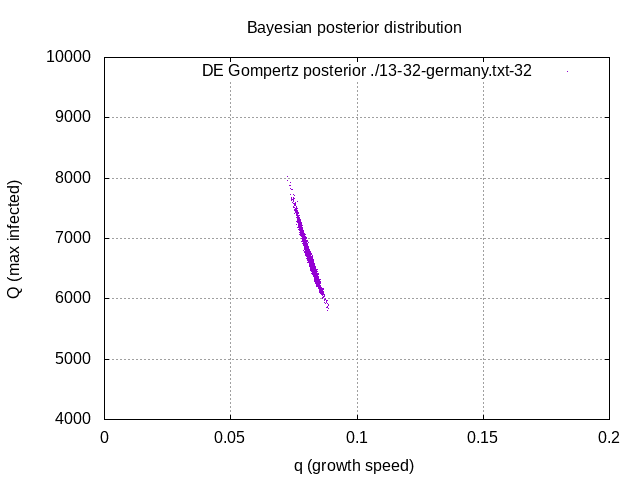 Bayesian posterior distribution
10000
DE Gompertz posterior ./13-32-germany.txt-32
9000
8000
7000
Q (max infected)
6000
5000
4000
0 0.05 0.1 0.15 0.2
q (growth speed)